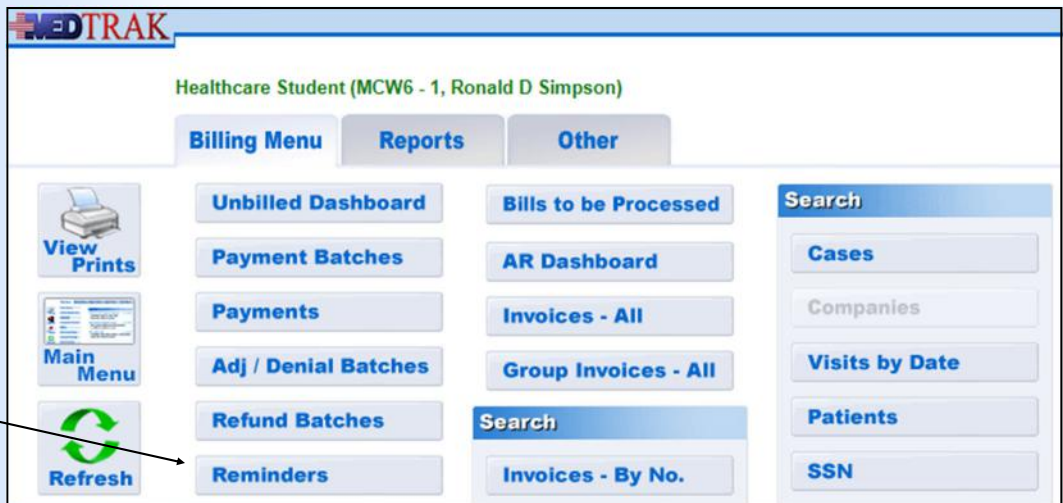 MEDTRAK
Healthcare Student (MCW6 - 1, Ronald D Simpson)
Billing Menu
Reports
Other
View Prints
Main Menu
Refresh
Unbilled Dashboard
Payment Batches
Payments
Adj / Denial Batches
Refund Batches
Reminders
Bills to be Processed
AR Dashboard
Invoices - All
Group Invoices - All
Search
Invoices - By No.
Search
Cases
Companies
Visits by Date
Patients
SSN